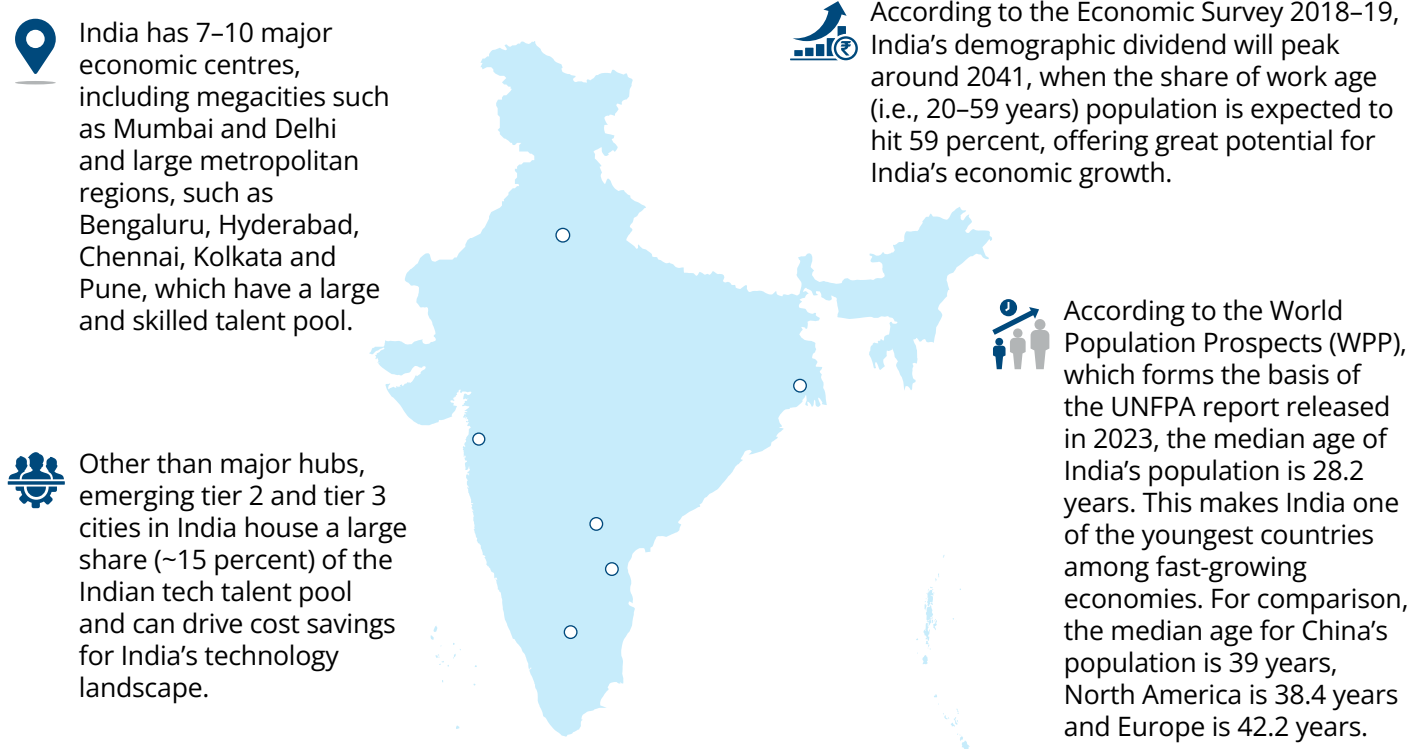 India has 7–10 major
economic centres,
including megacities such
as Mumbai and Delhi
and large metropolitan
regions, such as
Bengaluru, Hyderabad,
Chennai, Kolkata and
Pune, which have a large
and skilled talent pool.
Other than major hubs,
emerging tier 2 and tier 3
cities in India house a large
share (~15 percent) of the
Indian tech talent pool
and can drive cost savings
for India’s technology
landscape.
₹
According to the Economic Survey 2018–19,
India’s demographic dividend will peak
around 2041, when the share of work age
(i.e., 20–59 years) population is expected to
hit 59 percent, offering great potential for
India’s economic growth.
According to the World
Population Prospects (WPP),
which forms the basis of
the UNFPA report released
in 2023, the median age of
India’s population is 28.2
years. This makes India one
of the youngest countries
among fast-growing
economies. For comparison,
the median age for China’s
population is 39 years,
North America is 38.4 years
and Europe is 42.2 years.